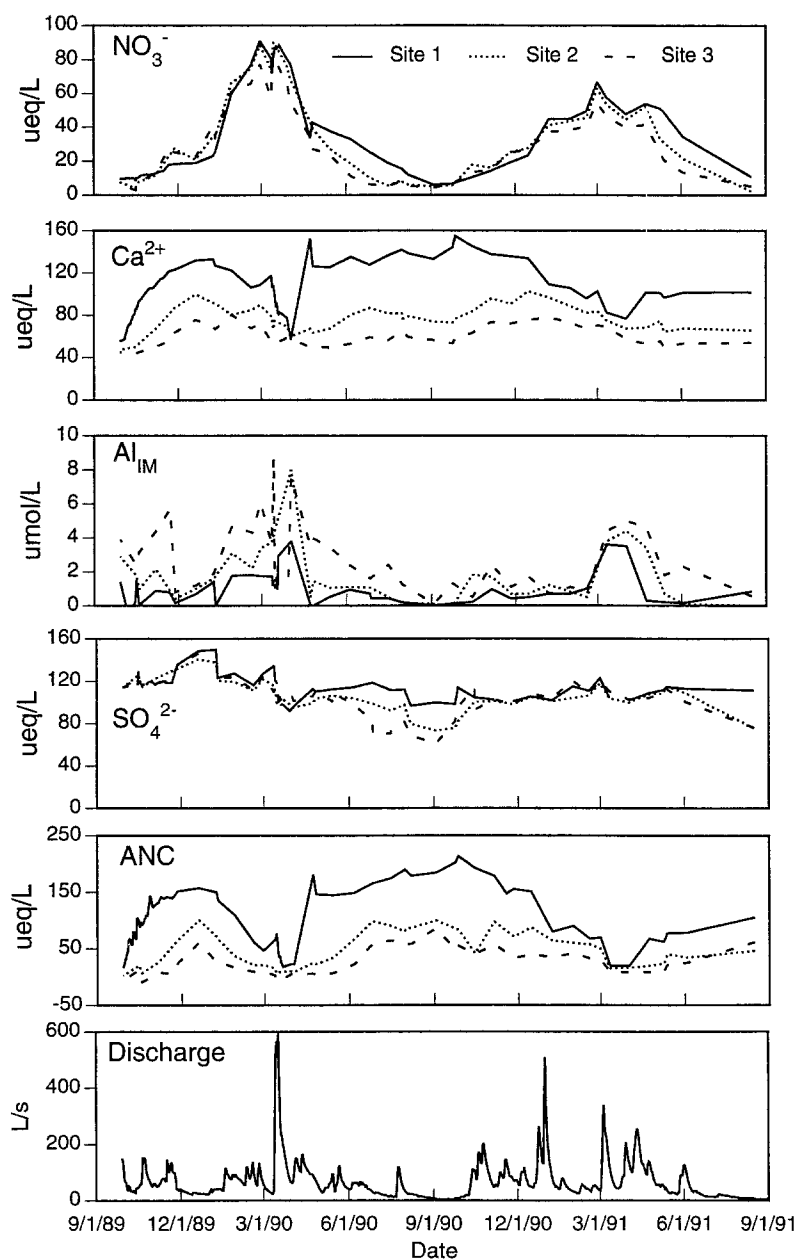 NO3-
Site 1 Site 2 Site 3
ueq/L
100
80
60
40
20
0
Ca2+
ueq/L
160
120
80
40
0
AlIM
umol/L
10
8
6
4
2
0
SO42-
ueq/L
160
120
80
40
0
ANC
ueq/L
250
150
50
-50
Discharge
L/s
600
400
200
0
9/1/89 12/1/89 3/1/90 6/1/90 9/1/90 12/1/90 3/1/91 6/1/91 9/1/91
Date